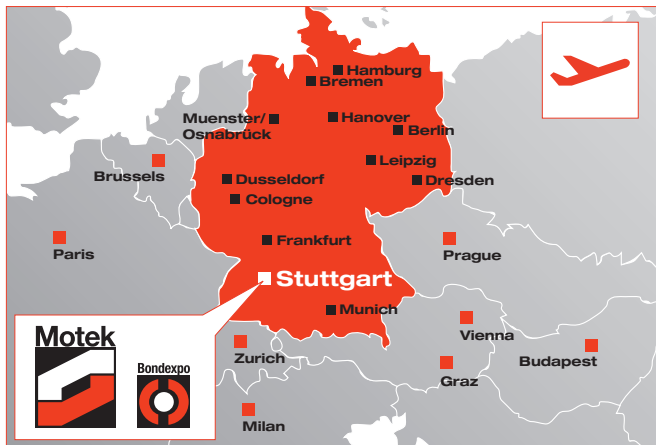 Hamburg
Bremen
Muenster/
Osnabrück
Hanover
Berlin
Leipzig
Brussels
Dusseldorf
Dresden
Cologne
Paris
Frankfurt
Prague
Stuttgart
Munich
Motek
Bondexpo
Zurich
Vienna
Budapest
Graz
Milan